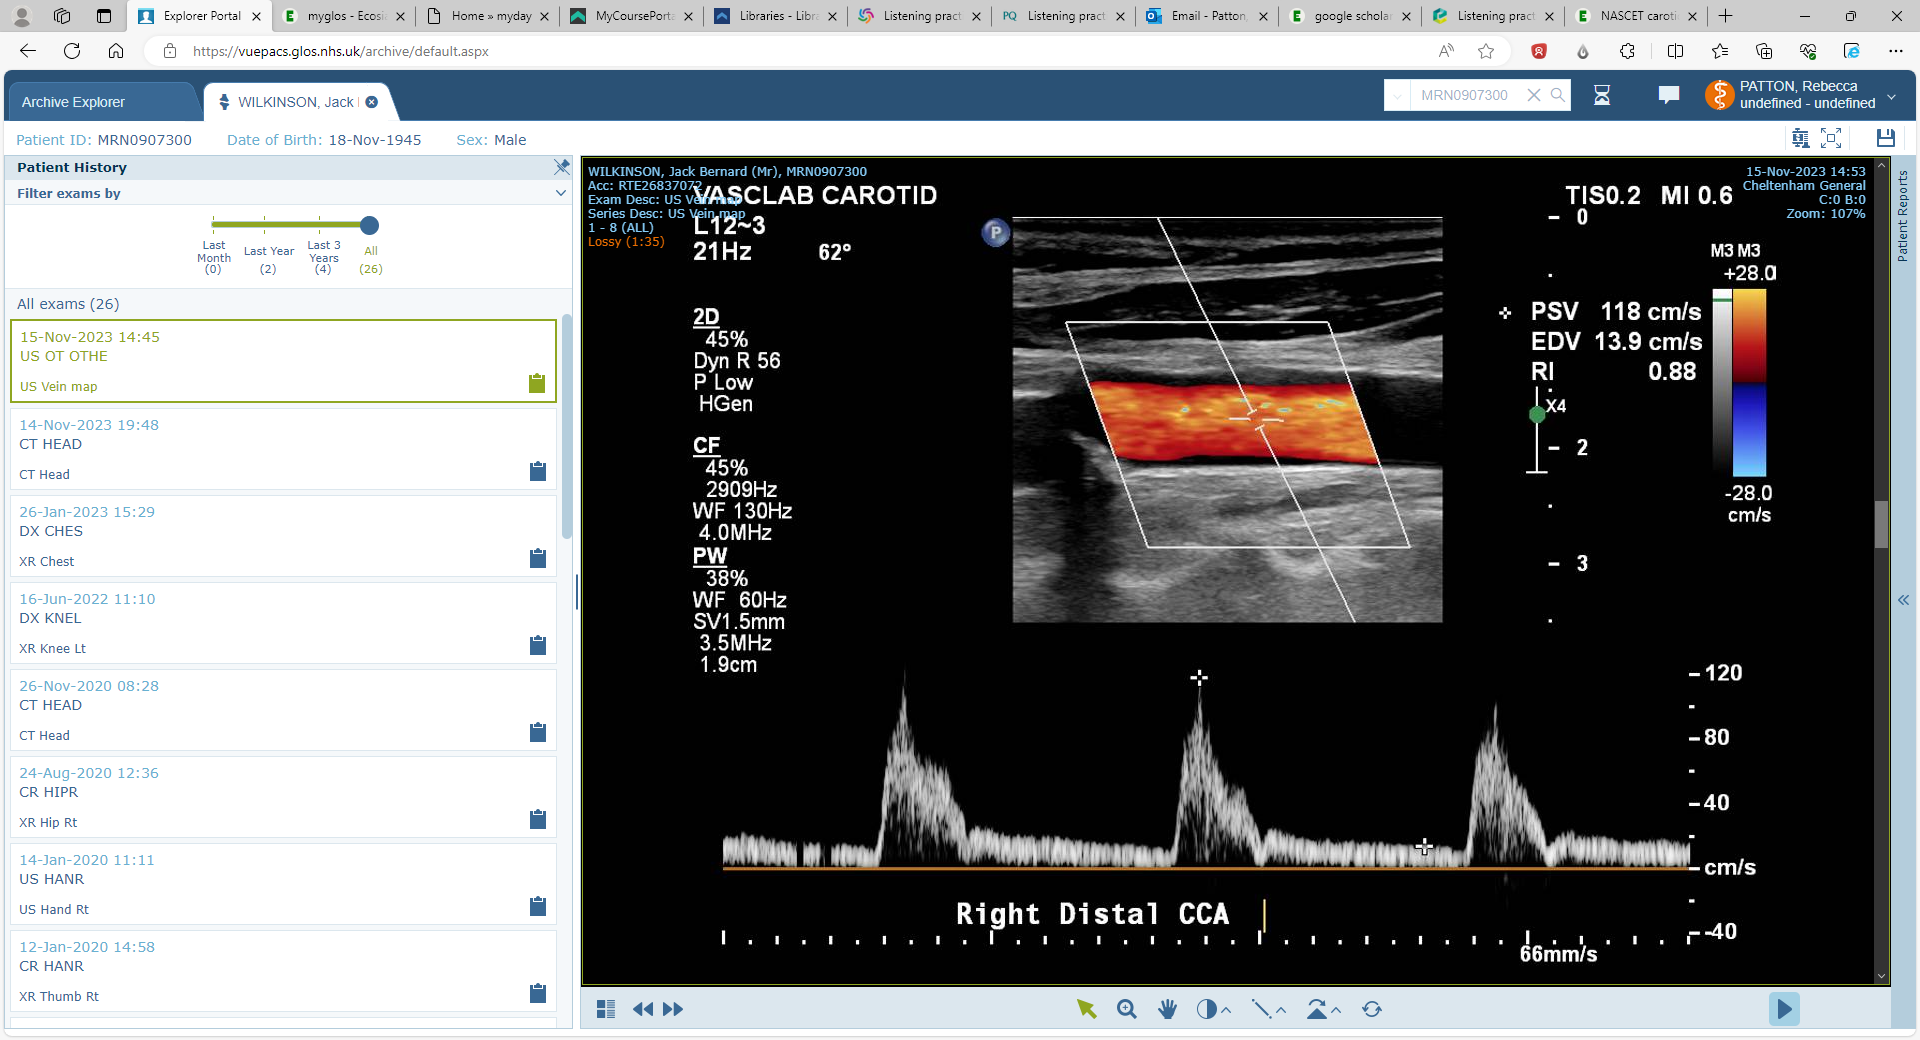 Explorer Portal
myglos - Ecosi
Home » myday
MyCoursePorta
Libraries - Libra
Listening pract
Listening pract
Email - Patton,
google scholar
Listening pract
NASCET caroti
https://vuepacs.glos.nhs.uk/archive/default.aspx
Archive Explorer
WILKINSON, Jack
MRN0907300
PATTON, Rebecca
undefined - undefined
Patient ID: MRN0907300 Date of Birth: 18-Nov-1945 Sex: Male
Patient History
Filter exams by
Last Month (0)
Last Year (2)
Last 3 Years (4)
All (26)
All exams (26)
15-Nov-2023 14:45
US OT OTHE
US Vein map
14-Nov-2023 19:48
CT HEAD
CT Head
26-Jan-2023 15:29
DX CHES
XR Chest
16-Jun-2022 11:10
DX KNEL
XR Knee Lt
26-Nov-2020 08:28
CT HEAD
CT Head
24-Aug-2020 12:36
CR HIPR
XR Hip Rt
14-Jan-2020 11:11
US HANR
US Hand Rt
12-Jan-2020 14:58
CR HANR
XR Thumb Rt
WILKINSON, Jack Bernard (Mr), MRN0907300
Acc: RTE26837072
Exam Desc: US Vein map
Series Desc: US Vein map
1 - 8 (ALL)
Lossy (1:35)
VASCLAB CAROTID
L12~3
21Hz 62°
2D
45%
Dyn R 56
P Low
HGen
CF
45%
2909Hz
WF 130Hz
4.0MHz
PW
38%
WF 60Hz
SV1.5mm
3.5MHz
1.9cm
P
15-Nov-2023 14:53
Cheltenham General
C:0 B:0
Zoom: 107%
TIS0.2 MI 0.6
0
M3 M3
+28.0
PSV 118 cm/s
EDV 13.9 cm/s
RI 0.88
X4
2
-28.0
cm/s
3
120
80
40
cm/s
-40
Right Distal CCA
66mm/s
Patient Reports